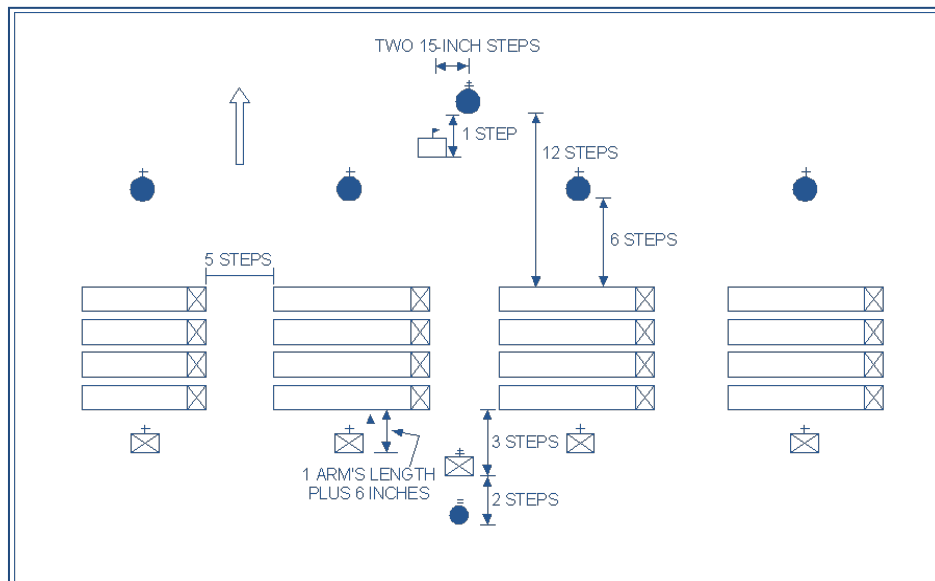 TWO 15-INCH STEPS
1 STEP
12 STEPS
6 STEPS
5 STEPS
3 STEPS
1 ARM'S LENGTH
PLUS 6 INCHES
2 STEPS